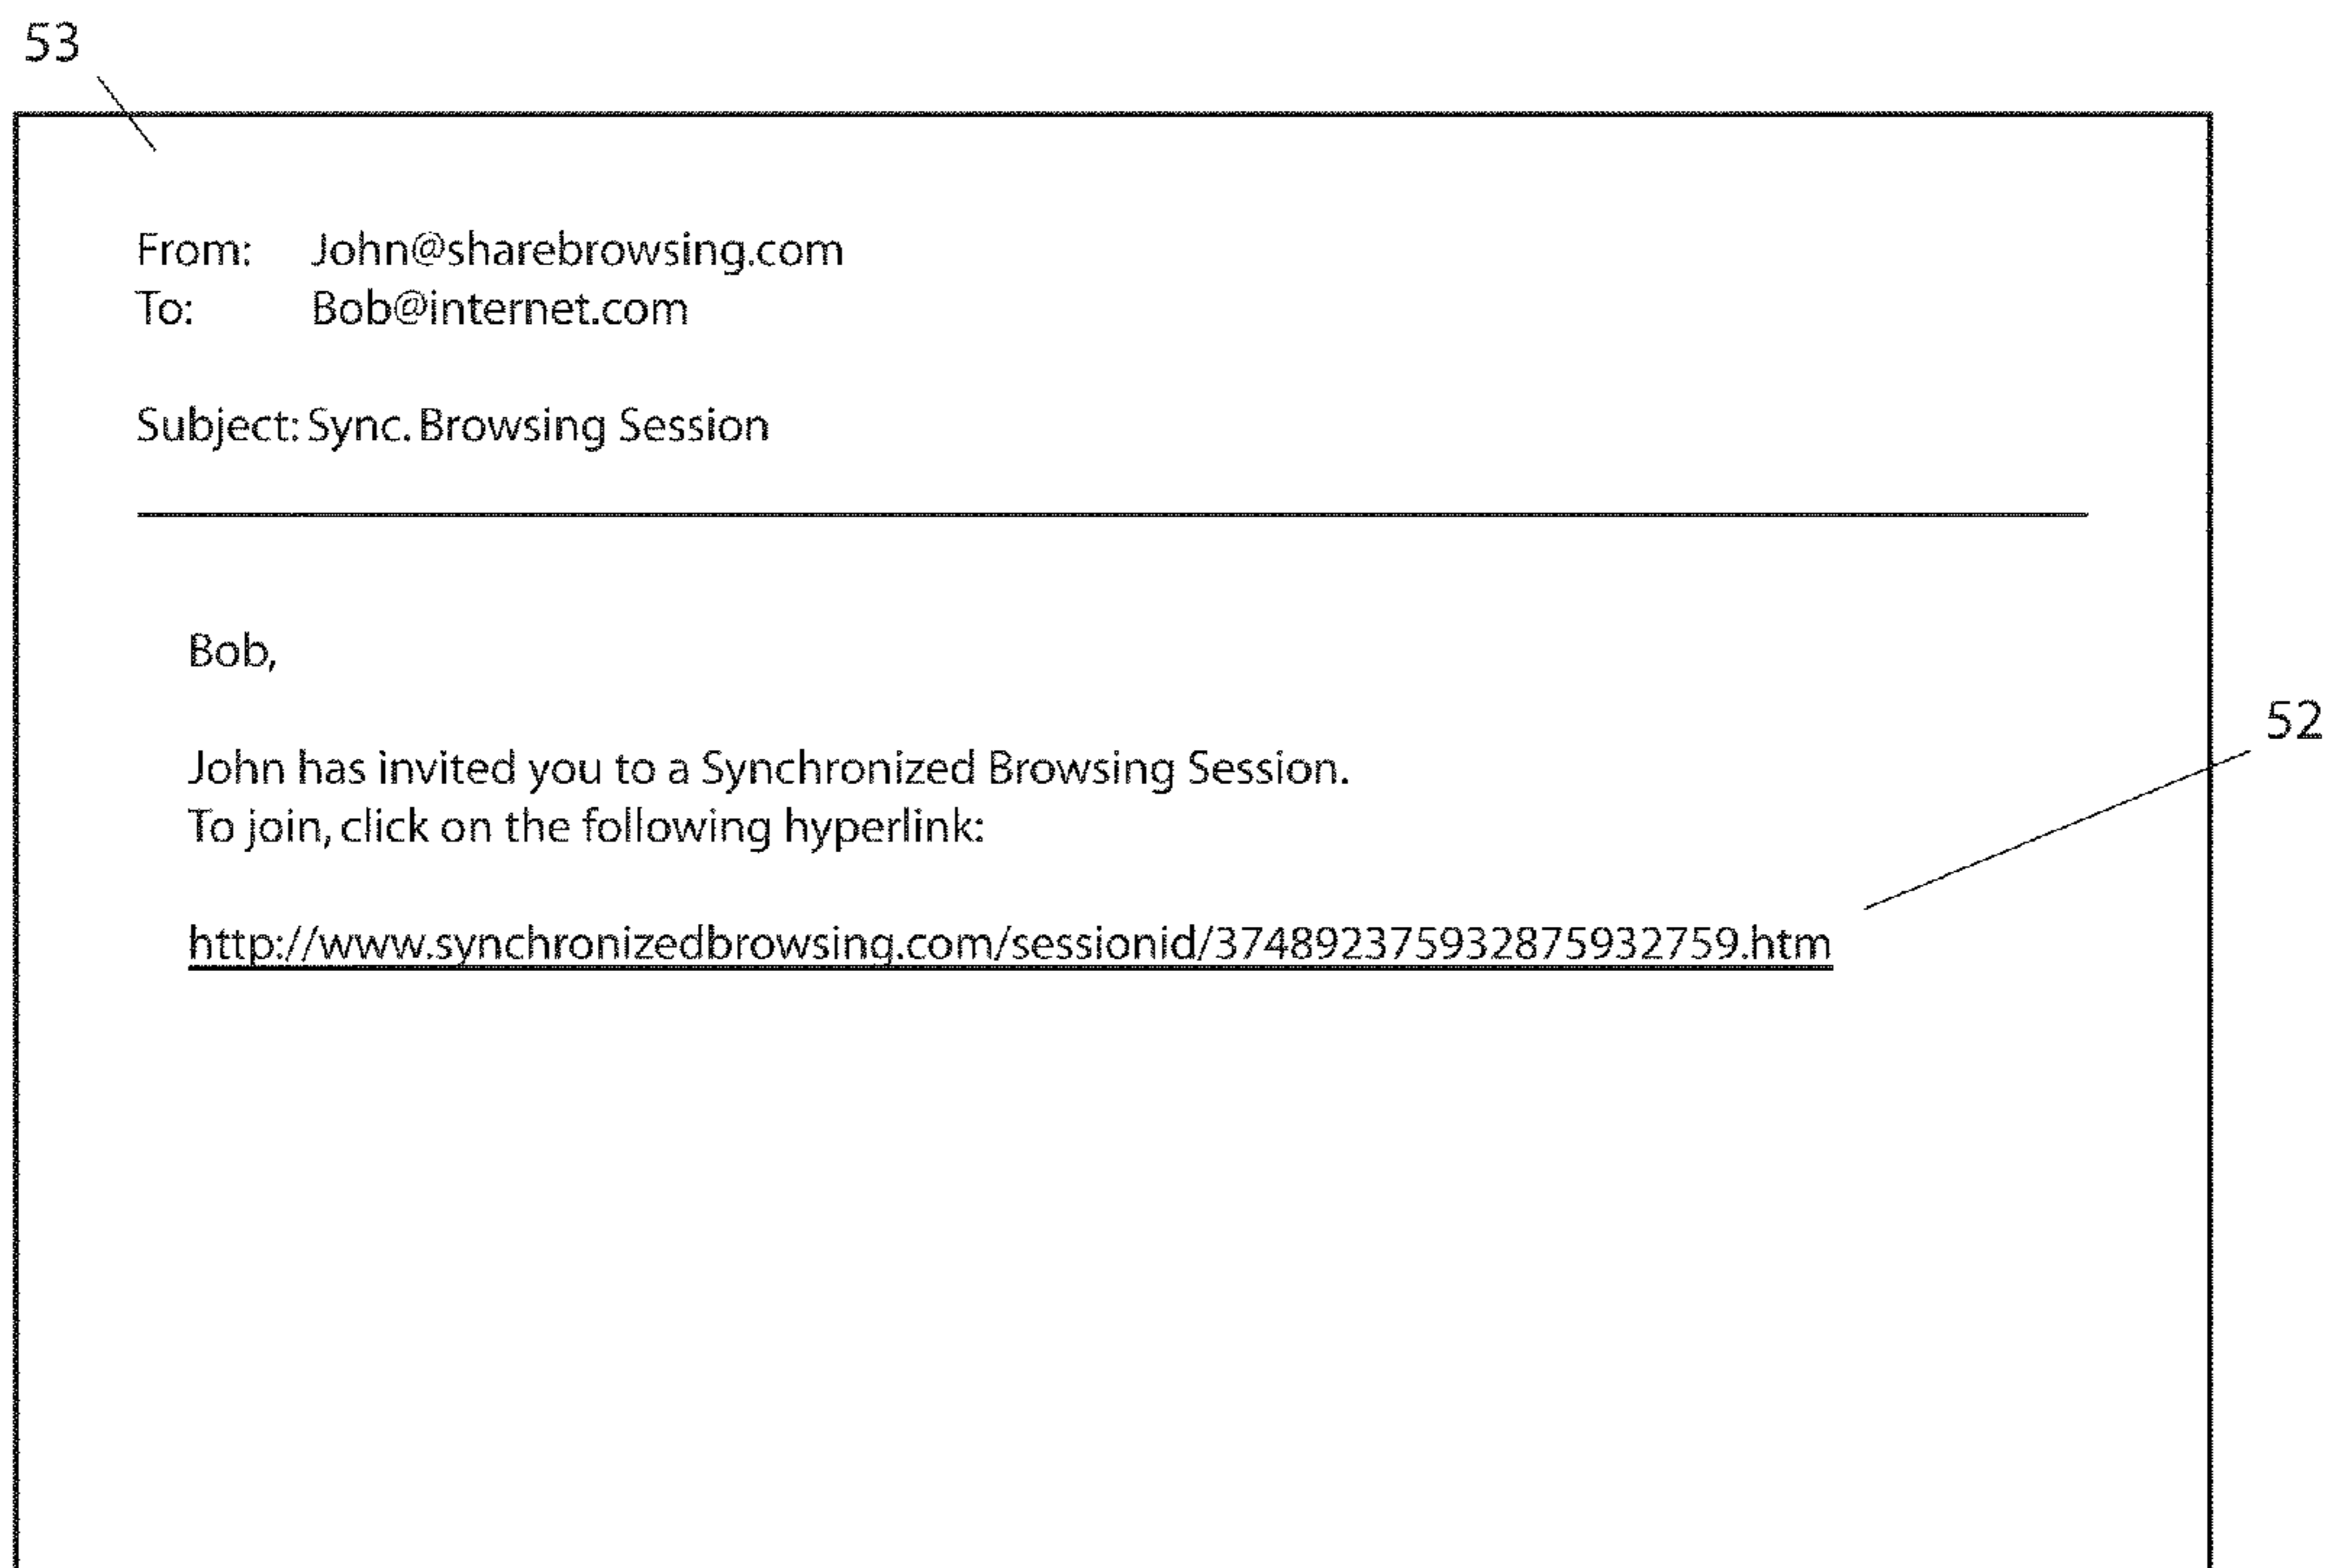 53
From: John@sharebrowsing.com
To: Bob@internet.com
Subject: Sync. Browsing Session
Bob,
52
John has invited you to a Synchronized Browsing Session.
To join, click on the following hyperlink:
http://www.synchronizedbrowsing.com/sessionid/374892375932875932759.htm